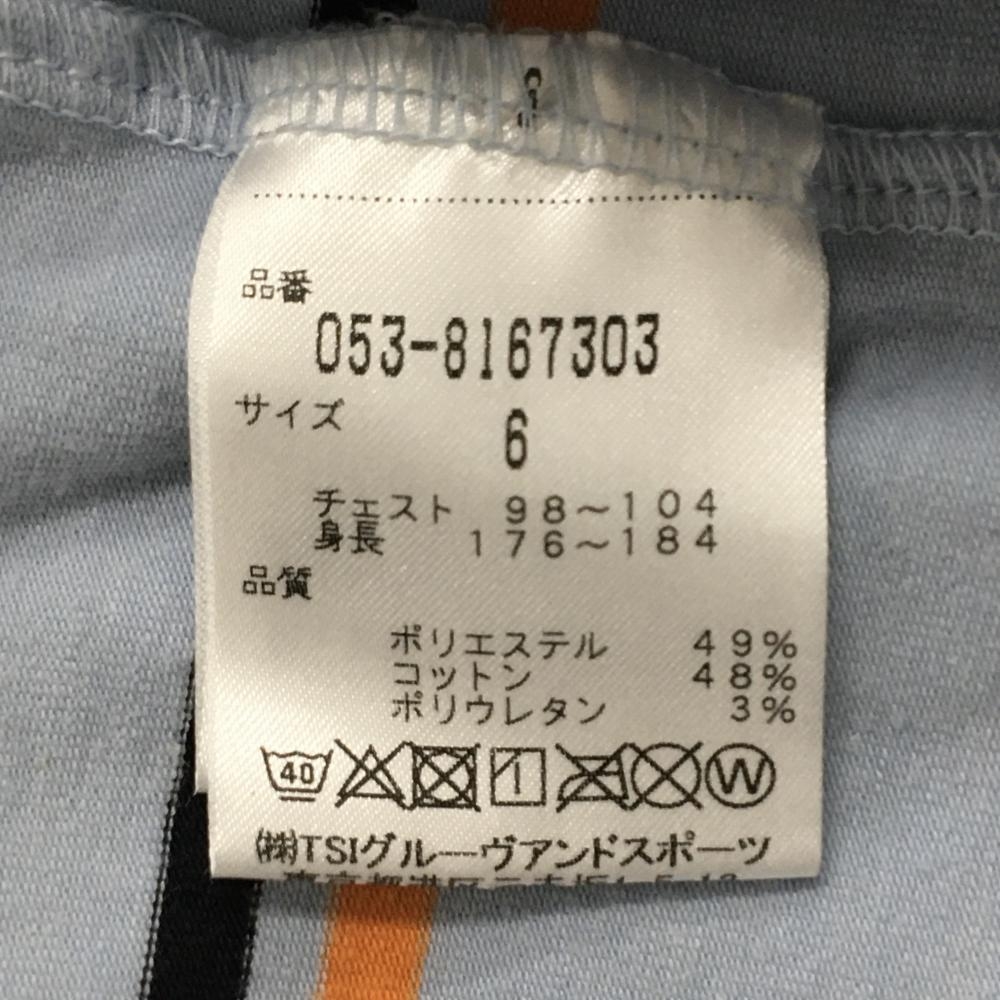 品番
053-8167303
サイズ
6
チェスト 98~104
身長 176~184
品質
ポリエステル 49%
コットン 48%
ポリウレタン 3%
40
W
(株)TSIグルーヴアンドスポーツ